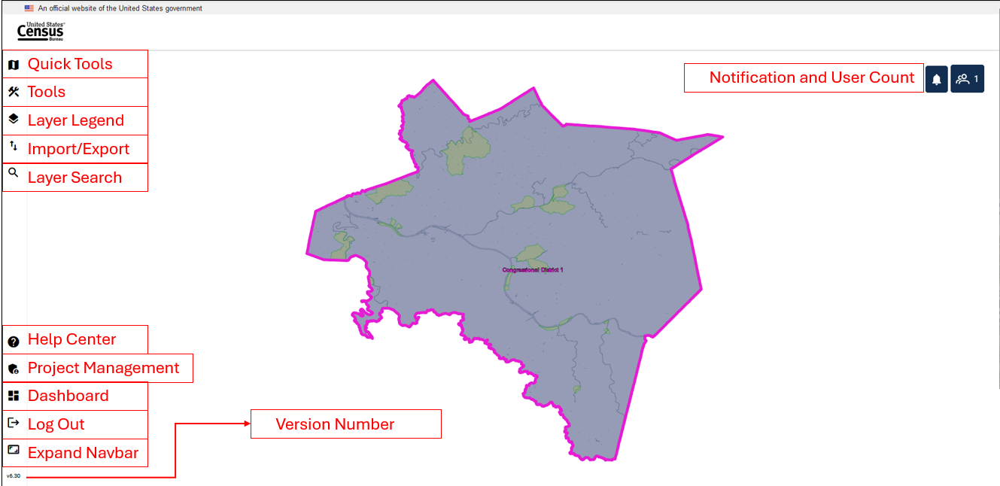 An official website of the United States government
United States®
Census
Bureau
Quick Tools
Notification and User Count
1
Tools
Layer Legend
Import/Export
Layer Search
Congressional District 1
Help Center
Project Management
Dashboard
Log Out
Version Number
Expand Navbar
v6.30